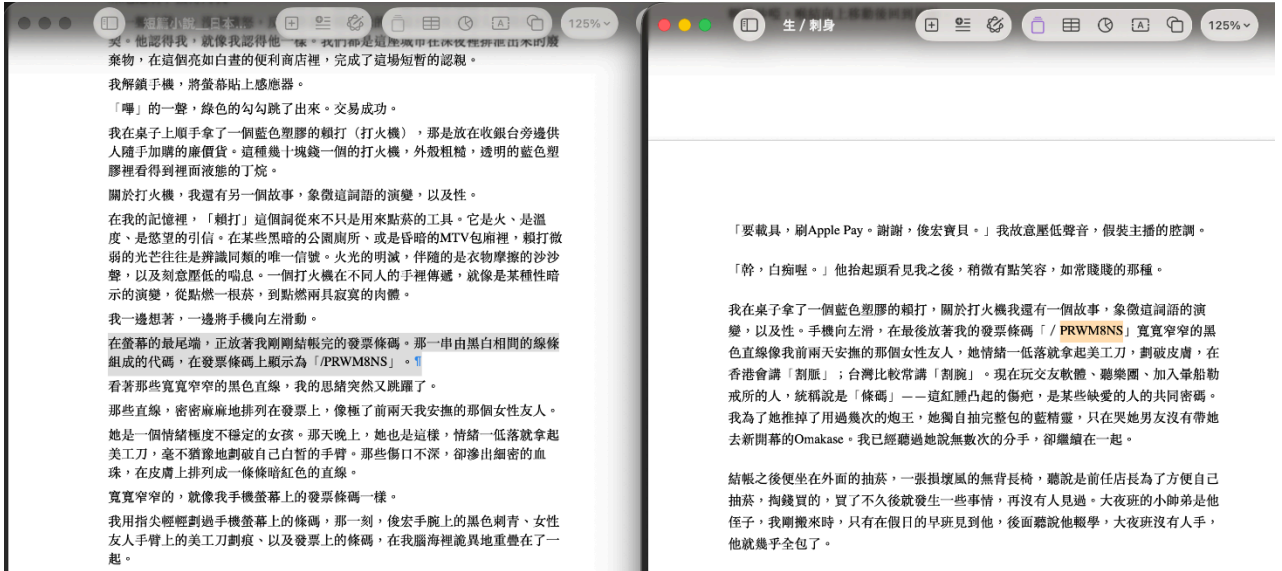 125%
契。他認得我，就像我認得他一樣。我們都是這座城市在深夜裡排泄出來的廢
棄物，在這個亮如白晝的便利商店裡，完成了這場短暫的認親。
我解鎖手機，將螢幕貼上感應器。
「嗶」的一聲，綠色的勾勾跳了出來。交易成功。
我在桌子上順手拿了一個藍色塑膠的賴打（打火機），那是放在收銀台旁邊供
人隨手加購的廉價貨。這種幾十塊錢一個的打火機，外殼粗糙，透明的藍色塑
膠裡看得到裡面液態的丁烷。
關於打火機，我還有另一個故事，象徵這詞語的演變，以及性。
在我的記憶裡，「賴打」這個詞從來不只是用來點菸的工具。它是火、是溫
度、是慾望的引信。在某些黑暗的公園廁所、或是昏暗的MTV包廂裡，賴打微
弱的光芒往往是辨識同類的唯一信號。火光的明滅，伴隨的是衣物摩擦的沙沙
聲，以及刻意壓低的喘息。一個打火機在不同人的手裡傳遞，就像是某種性暗
示的演變，從點燃一根菸，到點燃兩具寂寞的肉體。
我一邊想著，一邊將手機向左滑動。
在螢幕的最尾端，正放著我剛剛結帳完的發票條碼。那一串由黑白相間的線條
組成的代碼，在發票條碼上顯示為「/PRWM8NS」。¶
看著那些寬寬窄窄的黑色直線，我的思緒突然又跳躍了。
那些直線，密密麻麻地排列在發票上，像極了前兩天我安撫的那個女性友人。
她是一個情緒極度不穩定的女孩。那天晚上，她也是這樣，情緒一低落就拿起
美工刀，毫不猶豫地劃破自己白皙的手臂。那些傷口不深，卻滲出細密的血
珠，在皮膚上排列成一條條暗紅色的直線。
寬寬窄窄的，就像我手機螢幕上的發票條碼一樣。
我用指尖輕輕劃過手機螢幕上的條碼，那一刻，俊宏手腕上的黑色刺青、女性
友人手臂上的美工刀劃痕、以及發票上的條碼，在我腦海裡詭異地重疊在了一
起。
生 / 刺身
125%
「要載具，刷Apple Pay。謝謝，俊宏寶貝。」我故意壓低聲音，假裝主播的腔調。
「幹，白痴喔。」他抬起頭看見我之後，稍微有點笑容，如常賤賤的那種。
我在桌子拿了一個藍色塑膠的賴打，關於打火機我還有一個故事，象徵這詞語的演
變，以及性。手機向左滑，在最後放著我的發票條碼「 / PRWM8NS」寬寬窄窄的黑
色直線像我前兩天安撫的那個女性友人，她情緒一低落就拿起美工刀，劃破皮膚，在
香港會講「割脈」；台灣比較常講「割腕」。現在玩交友軟體、聽樂團、加入暈船勒
戒所的人，統稱說是「條碼」——這紅腫凸起的傷疤，是某些缺愛的人的共同密碼。
我為了她推掉了用過幾次的炮王，她獨自抽完整包的藍精靈，只在哭她男友沒有帶她
去新開幕的Omakase。我已經聽過她說無數次的分手，卻繼續在一起。
結帳之後便坐在外面的抽菸，一張損壞風的無背長椅，聽說是前任店長為了方便自己
抽菸，掏錢買的，買了不久後就發生一些事情，再沒有人見過。大夜班的小帥弟是他
侄子，我剛搬來時，只有在假日的早班見到他，後面聽說他輟學，大夜班沒有人手，
他就幾乎全包了。